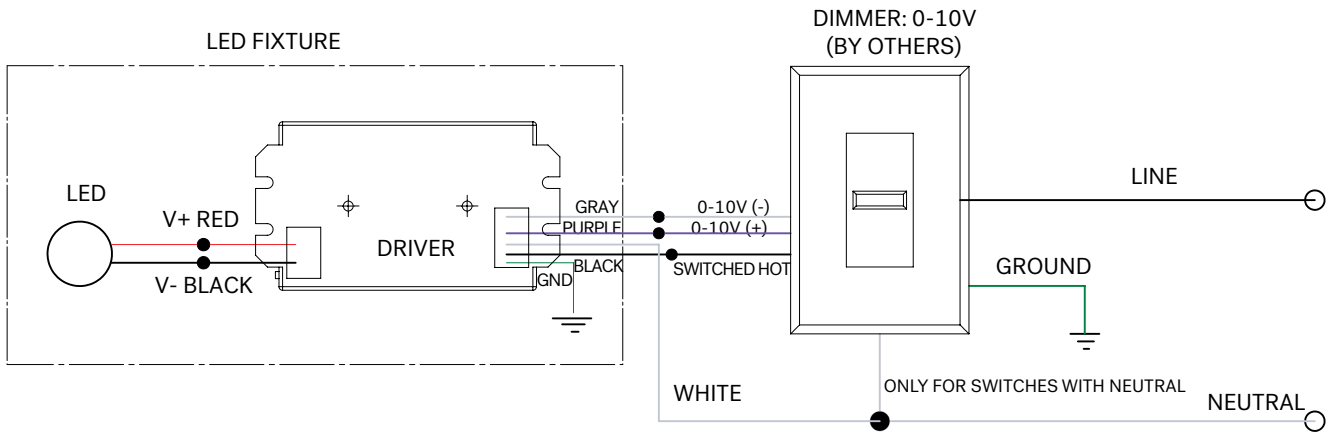 DIMMER: 0-10V
(BY OTHERS)
LED FIXTURE
LED
V+ RED
V- BLACK
DRIVER
GRAY
0-10V (-)
PURPLE
0-10V (+)
BLACK
SWITCHED HOT
GND
LINE
GROUND
WHITE
ONLY FOR SWITCHES WITH NEUTRAL
NEUTRAL